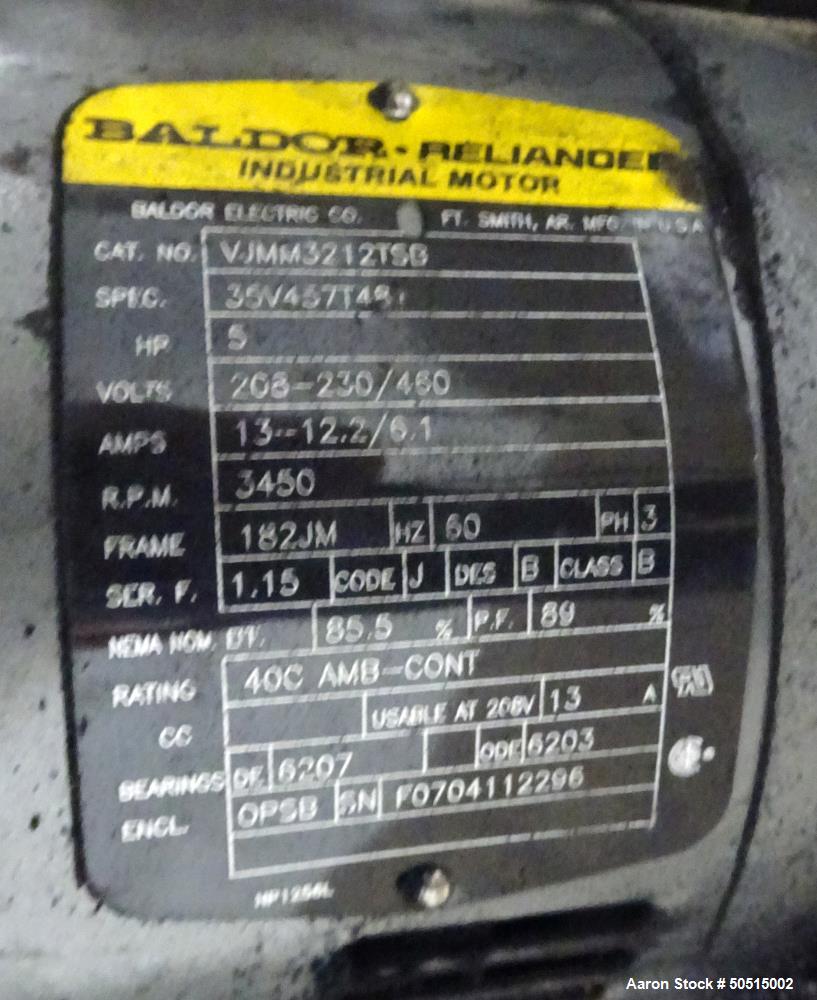 BALDOR • RELIANCER
INDUSTRIAL MOTOR
BALDOR ELECTRIC CO. FT. SMITH, AR. MFG. IN U.S.A.
CAT. NO. VJMM3212TSB
SPEC. 35V457T481
HP 5
VOLTS 208-230/460
AMPS 13-12.2/6.1
R.P.M. 3450
FRAME 182JM HZ 60 PH 3
SER. F. 1.15 CODE J DES B CLASS B
NEMA NOM. EFF. 85.5 % P.F. 89 %
RATING 40C AMB-CONT
CC USABLE AT 208V 13 A
BEARINGS DE 6207 ODE 6203
ENCL. OPSB SN F0704112296
NP1256L
Aaron Stock # 50515002